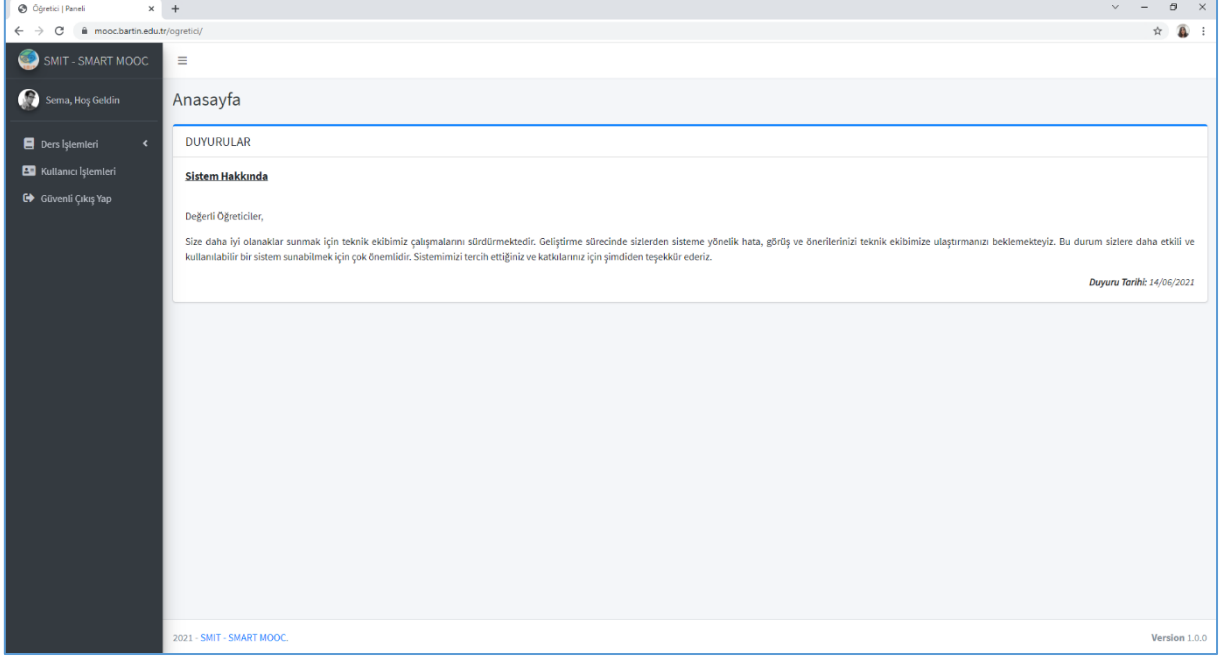 Öğretici | Paneli
mooc.bartin.edu.tr/ogretici/
SMIT - SMART MOOC
Sema, Hoş Geldin
Ders İşlemleri
Kullanıcı İşlemleri
Güvenli Çıkış Yap
Anasayfa
DUYURULAR
Sistem Hakkında
Değerli Öğreticiler,
Size daha iyi olanaklar sunmak için teknik ekibimiz çalışmalarını sürdürmektedir. Geliştirme sürecinde sizlerden sisteme yönelik hata, görüş ve önerilerinizi teknik ekibimize ulaştırmanızı beklemekteyiz. Bu durum sizlere daha etkili ve
kullanılabilir bir sistem sunabilmek için çok önemlidir. Sistemimizi tercih ettiğiniz ve katkılarınız için şimdiden teşekkür ederiz.
Duyuru Tarihi: 14/06/2021
2021 - SMIT - SMART MOOC.
Version 1.0.0